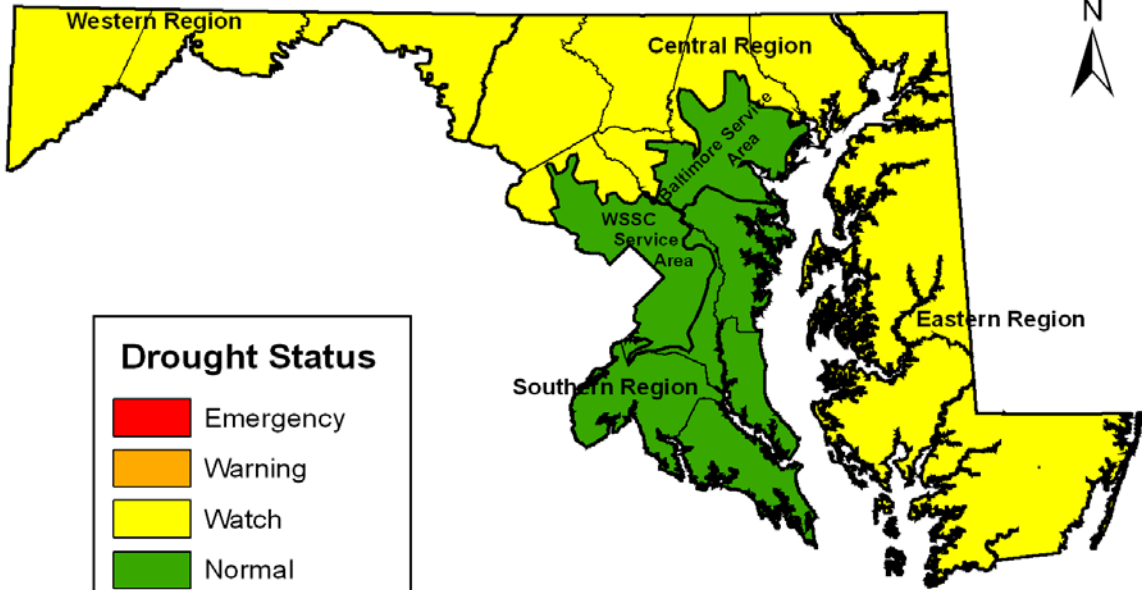 Western Region
N
Central Region
Baltimore Service
Area
WSSC
Service
Area
Eastern Region
Southern Region
Drought Status
Emergency
Warning
Watch
Normal